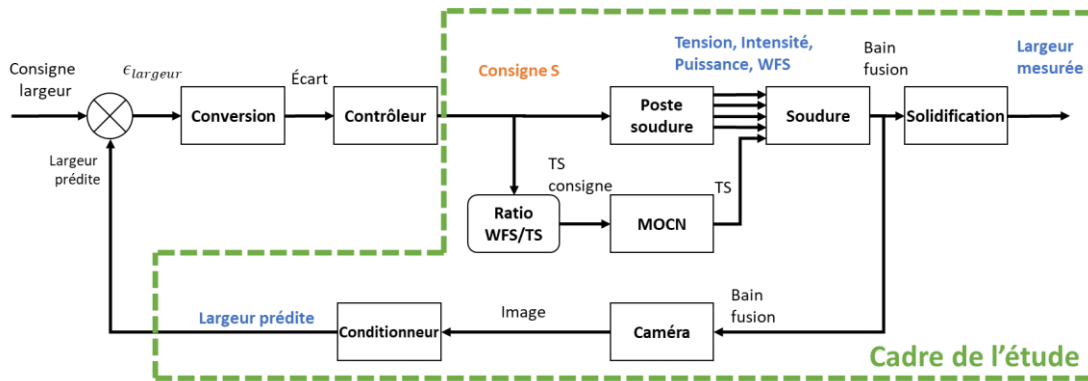 Consigne
largeur
ϵlargeur
Conversion
Écart
Contrôleur
Consigne S
Poste
soudure
Tension, Intensité,
Puissance, WFS
Soudure
Bain
fusion
Solidification
Largeur
mesurée
Largeur
prédite
TS
consigne
TS
Ratio
WFS/TS
MOCN
Largeur prédite
Conditionneur
Image
Caméra
Bain
fusion
Cadre de l'étude